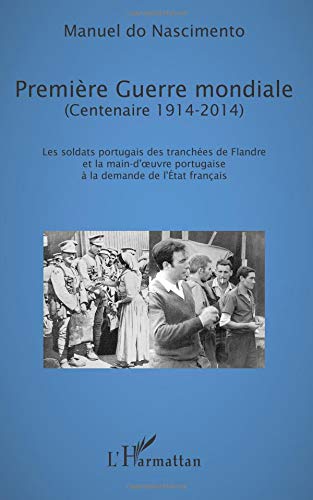 Manuel do Nascimento
Première Guerre mondiale
(Centenaire 1914-2014)
Les soldats portugais des tranchées de Flandre
et la main-d'œuvre portugaise
à la demande de l'État français
L'Harmattan